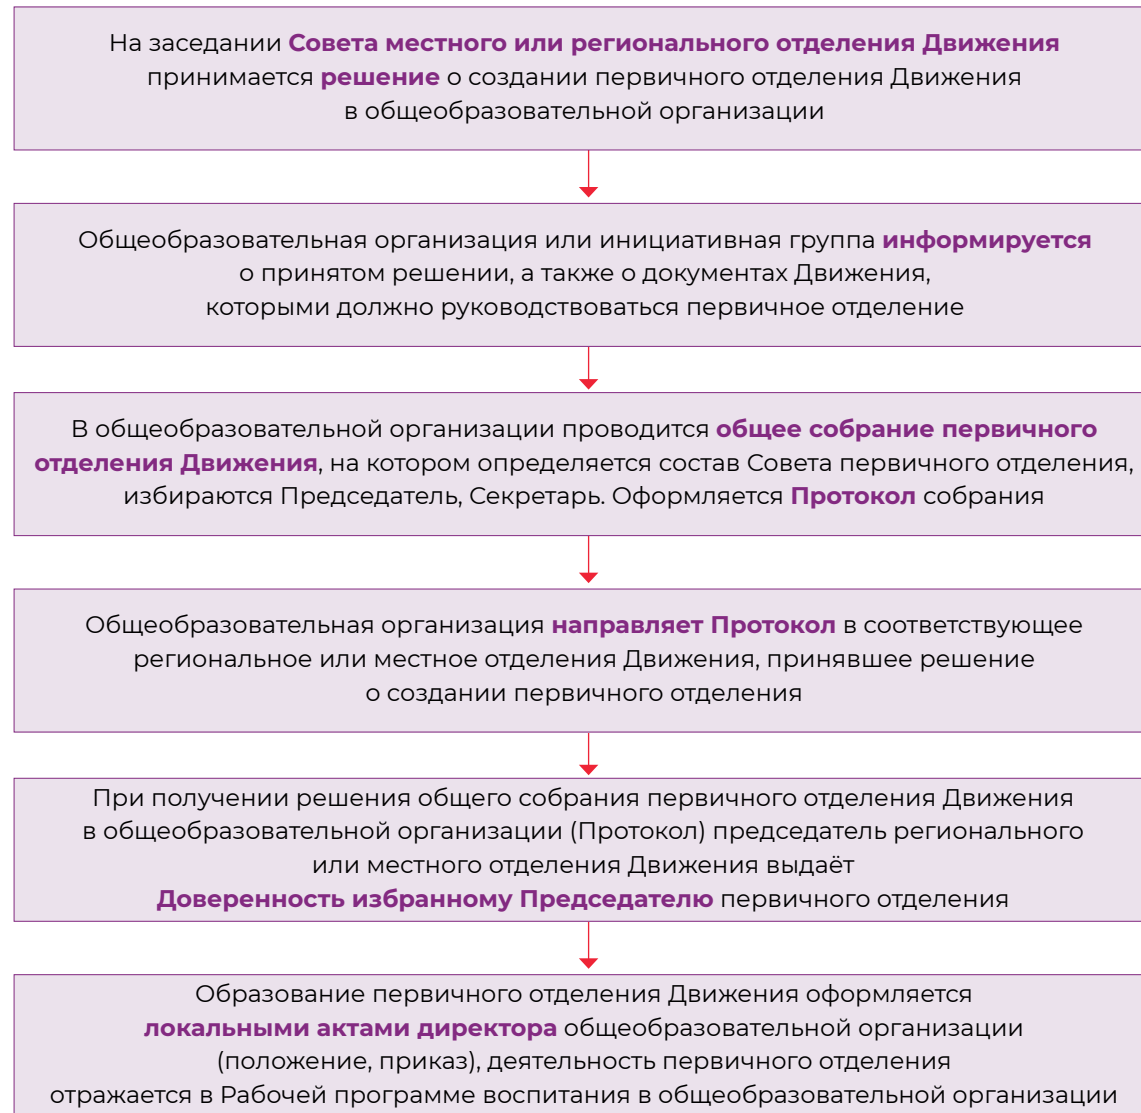 На заседании Совета местного или регионального отделения Движения
принимается решение о создании первичного отделения Движения
в общеобразовательной организации
Общеобразовательная организация или инициативная группа информируется
о принятом решении, а также о документах Движения,
которыми должно руководствоваться первичное отделение
В общеобразовательной организации проводится общее собрание первичного
отделения Движения, на котором определяется состав Совета первичного отделения,
избираются Председатель, Секретарь. Оформляется Протокол собрания
Общеобразовательная организация направляет Протокол в соответствующее
региональное или местное отделения Движения, принявшее решение
о создании первичного отделения
При получении решения общего собрания первичного отделения Движения
в общеобразовательной организации (Протокол) председатель регионального
или местного отделения Движения выдаёт
Доверенность избранному Председателю первичного отделения
Образование первичного отделения Движения оформляется
локальными актами директора общеобразовательной организации
(положение, приказ), деятельность первичного отделения
отражается в Рабочей программе воспитания в общеобразовательной организации